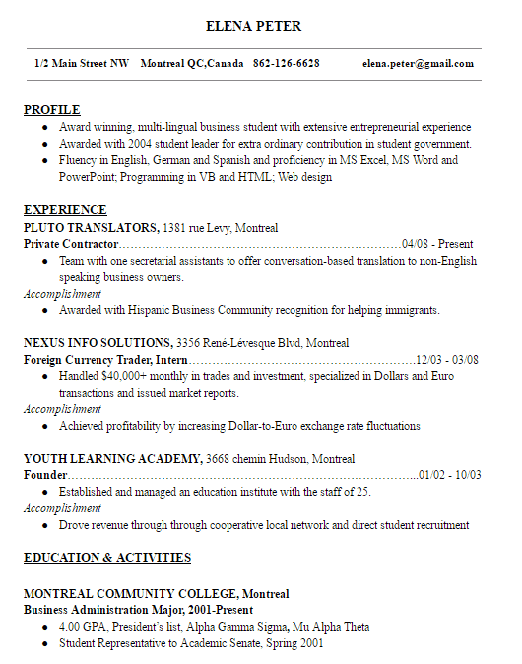 ELENA PETER
1/2 Main Street NW Montreal QC,Canada 862-126-6628 elena.peter@gmail.com
PROFILE
● Award winning, multi-lingual business student with extensive entrepreneurial experience
● Awarded with 2004 student leader for extra ordinary contribution in student government.
● Fluency in English, German and Spanish and proficiency in MS Excel, MS Word and
PowerPoint; Programming in VB and HTML; Web design
EXPERIENCE
PLUTO TRANSLATORS, 1381 rue Levy, Montreal
Private Contractor……………………………………………………………………04/08 - Present
● Team with one secretarial assistants to offer conversation-based translation to non-English
speaking business owners.
Accomplishment
● Awarded with Hispanic Business Community recognition for helping immigrants.
NEXUS INFO SOLUTIONS, 3356 René-Lévesque Blvd, Montreal
Foreign Currency Trader, Intern………………………………………………………12/03 - 03/08
● Handled $40,000+ monthly in trades and investment, specialized in Dollars and Euro
transactions and issued market reports.
Accomplishment
● Achieved profitability by increasing Dollar-to-Euro exchange rate fluctuations
YOUTH LEARNING ACADEMY, 3668 chemin Hudson, Montreal
Founder……………………………………………………………………………...01/02 - 10/03
● Established and managed an education institute with the staff of 25.
Accomplishment
● Drove revenue through through cooperative local network and direct student recruitment
EDUCATION & ACTIVITIES
MONTREAL COMMUNITY COLLEGE, Montreal
Business Administration Major, 2001-Present
● 4.00 GPA, President's list, Alpha Gamma Sigma, Mu Alpha Theta
● Student Representative to Academic Senate, Spring 2001